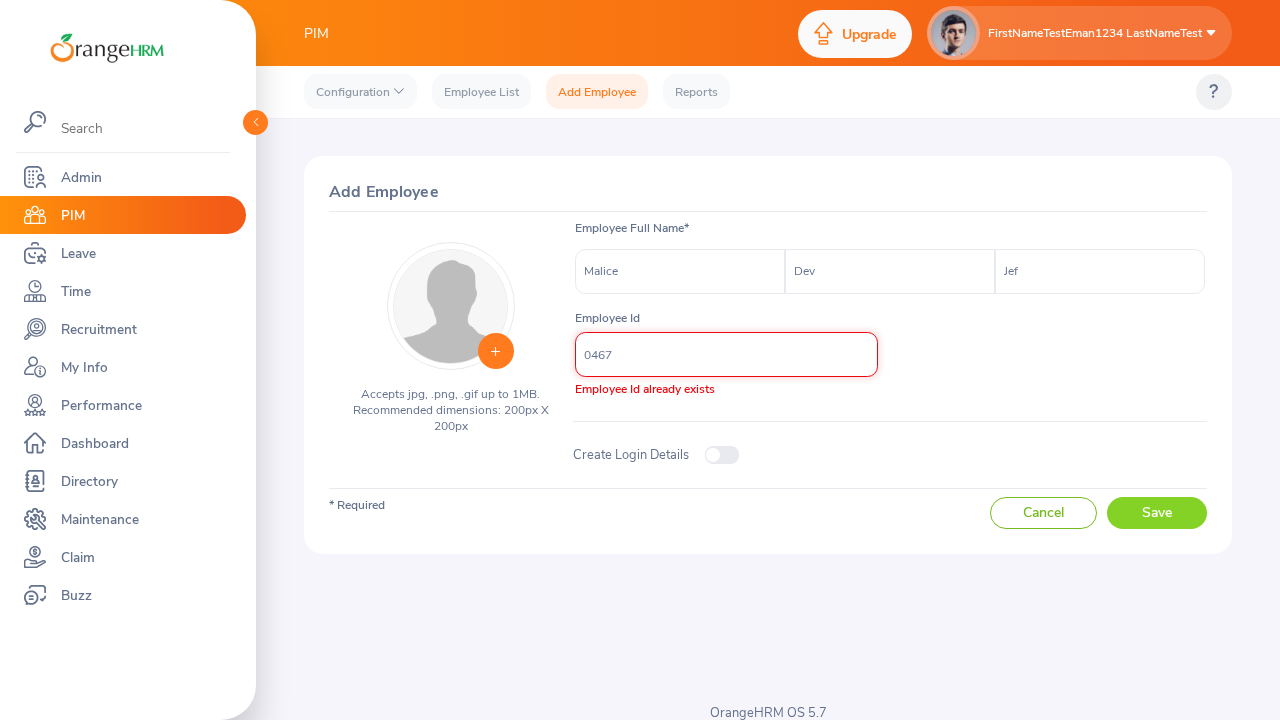 OrangeHRM
PIM
Upgrade
FirstNameTestEman1234 LastNameTest
Configuration
Employee List
Add Employee
Reports
?
Search
Admin
PIM
Leave
Time
Recruitment
My Info
Performance
Dashboard
Directory
Maintenance
Claim
Buzz
Add Employee
Accepts jpg, .png, .gif up to 1MB.
Recommended dimensions: 200px X
200px
Employee Full Name*
Malice
Dev
Jef
Employee Id
0467
Employee Id already exists
Create Login Details
* Required
Cancel
Save
OrangeHRM OS 5.7